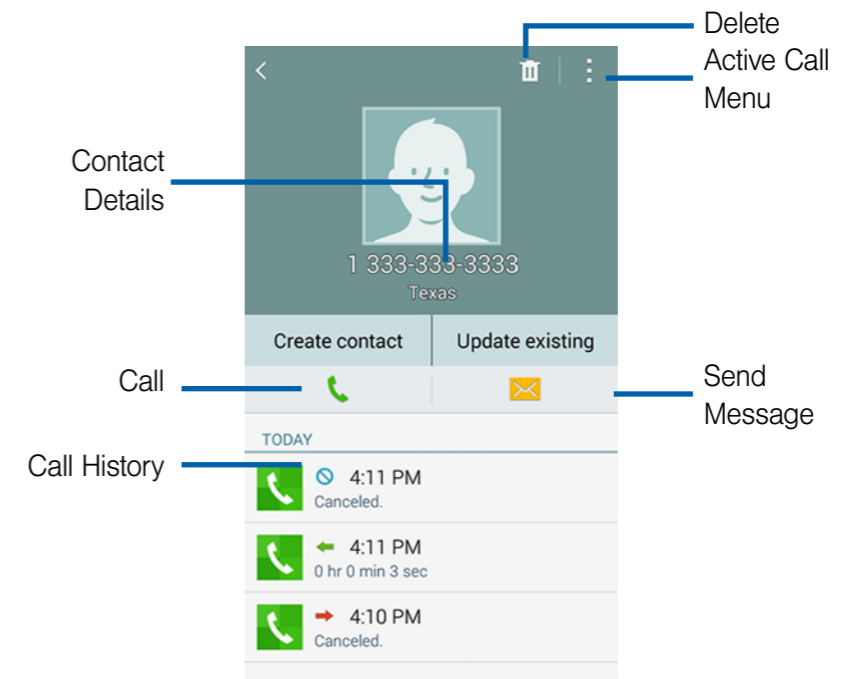 Delete
Active Call
Menu
Contact
Details
1 333-333-3333
Texas
Create contact
Update existing
Call
Send
Message
TODAY
Call History
4:11 PM
Canceled.
4:11 PM
0 hr 0 min 3 sec
4:10 PM
Canceled.